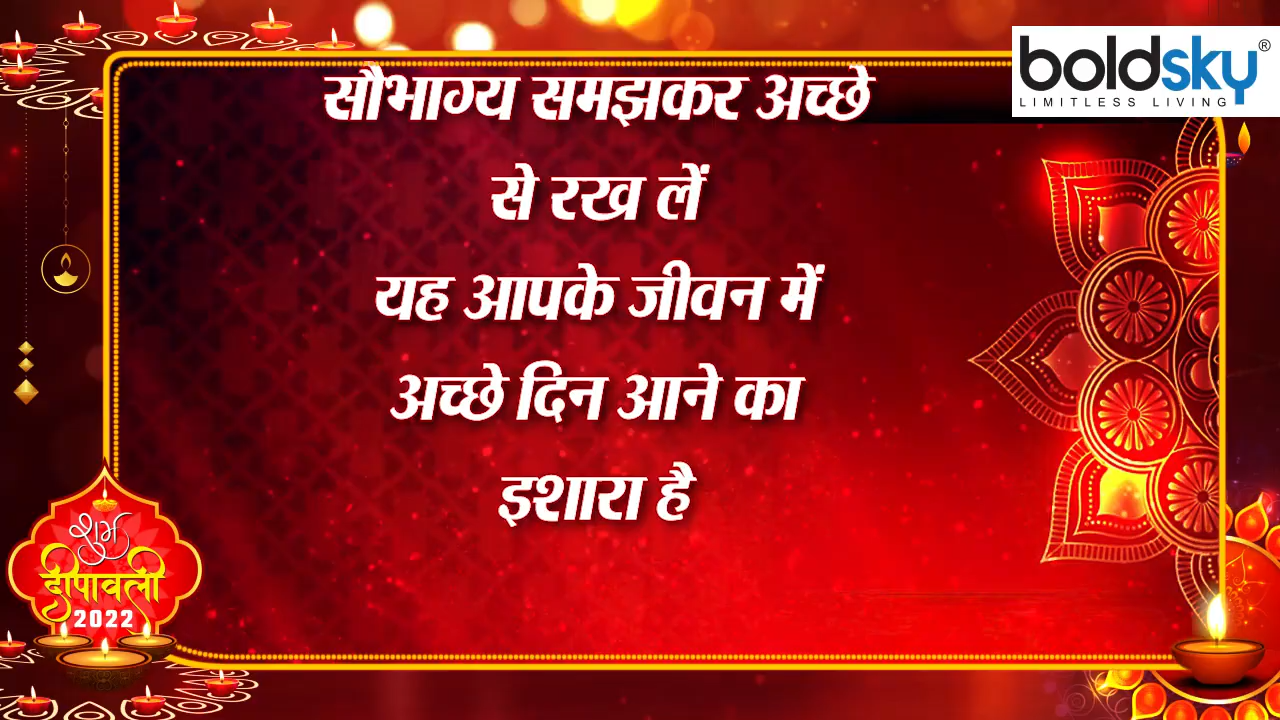 सौभाग्य समझकर अच्छे
से रख लें
यह आपके जीवन में
अच्छे दिन आने का
इशारा है
boldsky®
LIMITLESS LIVING
शुभ
दीपावली
2022